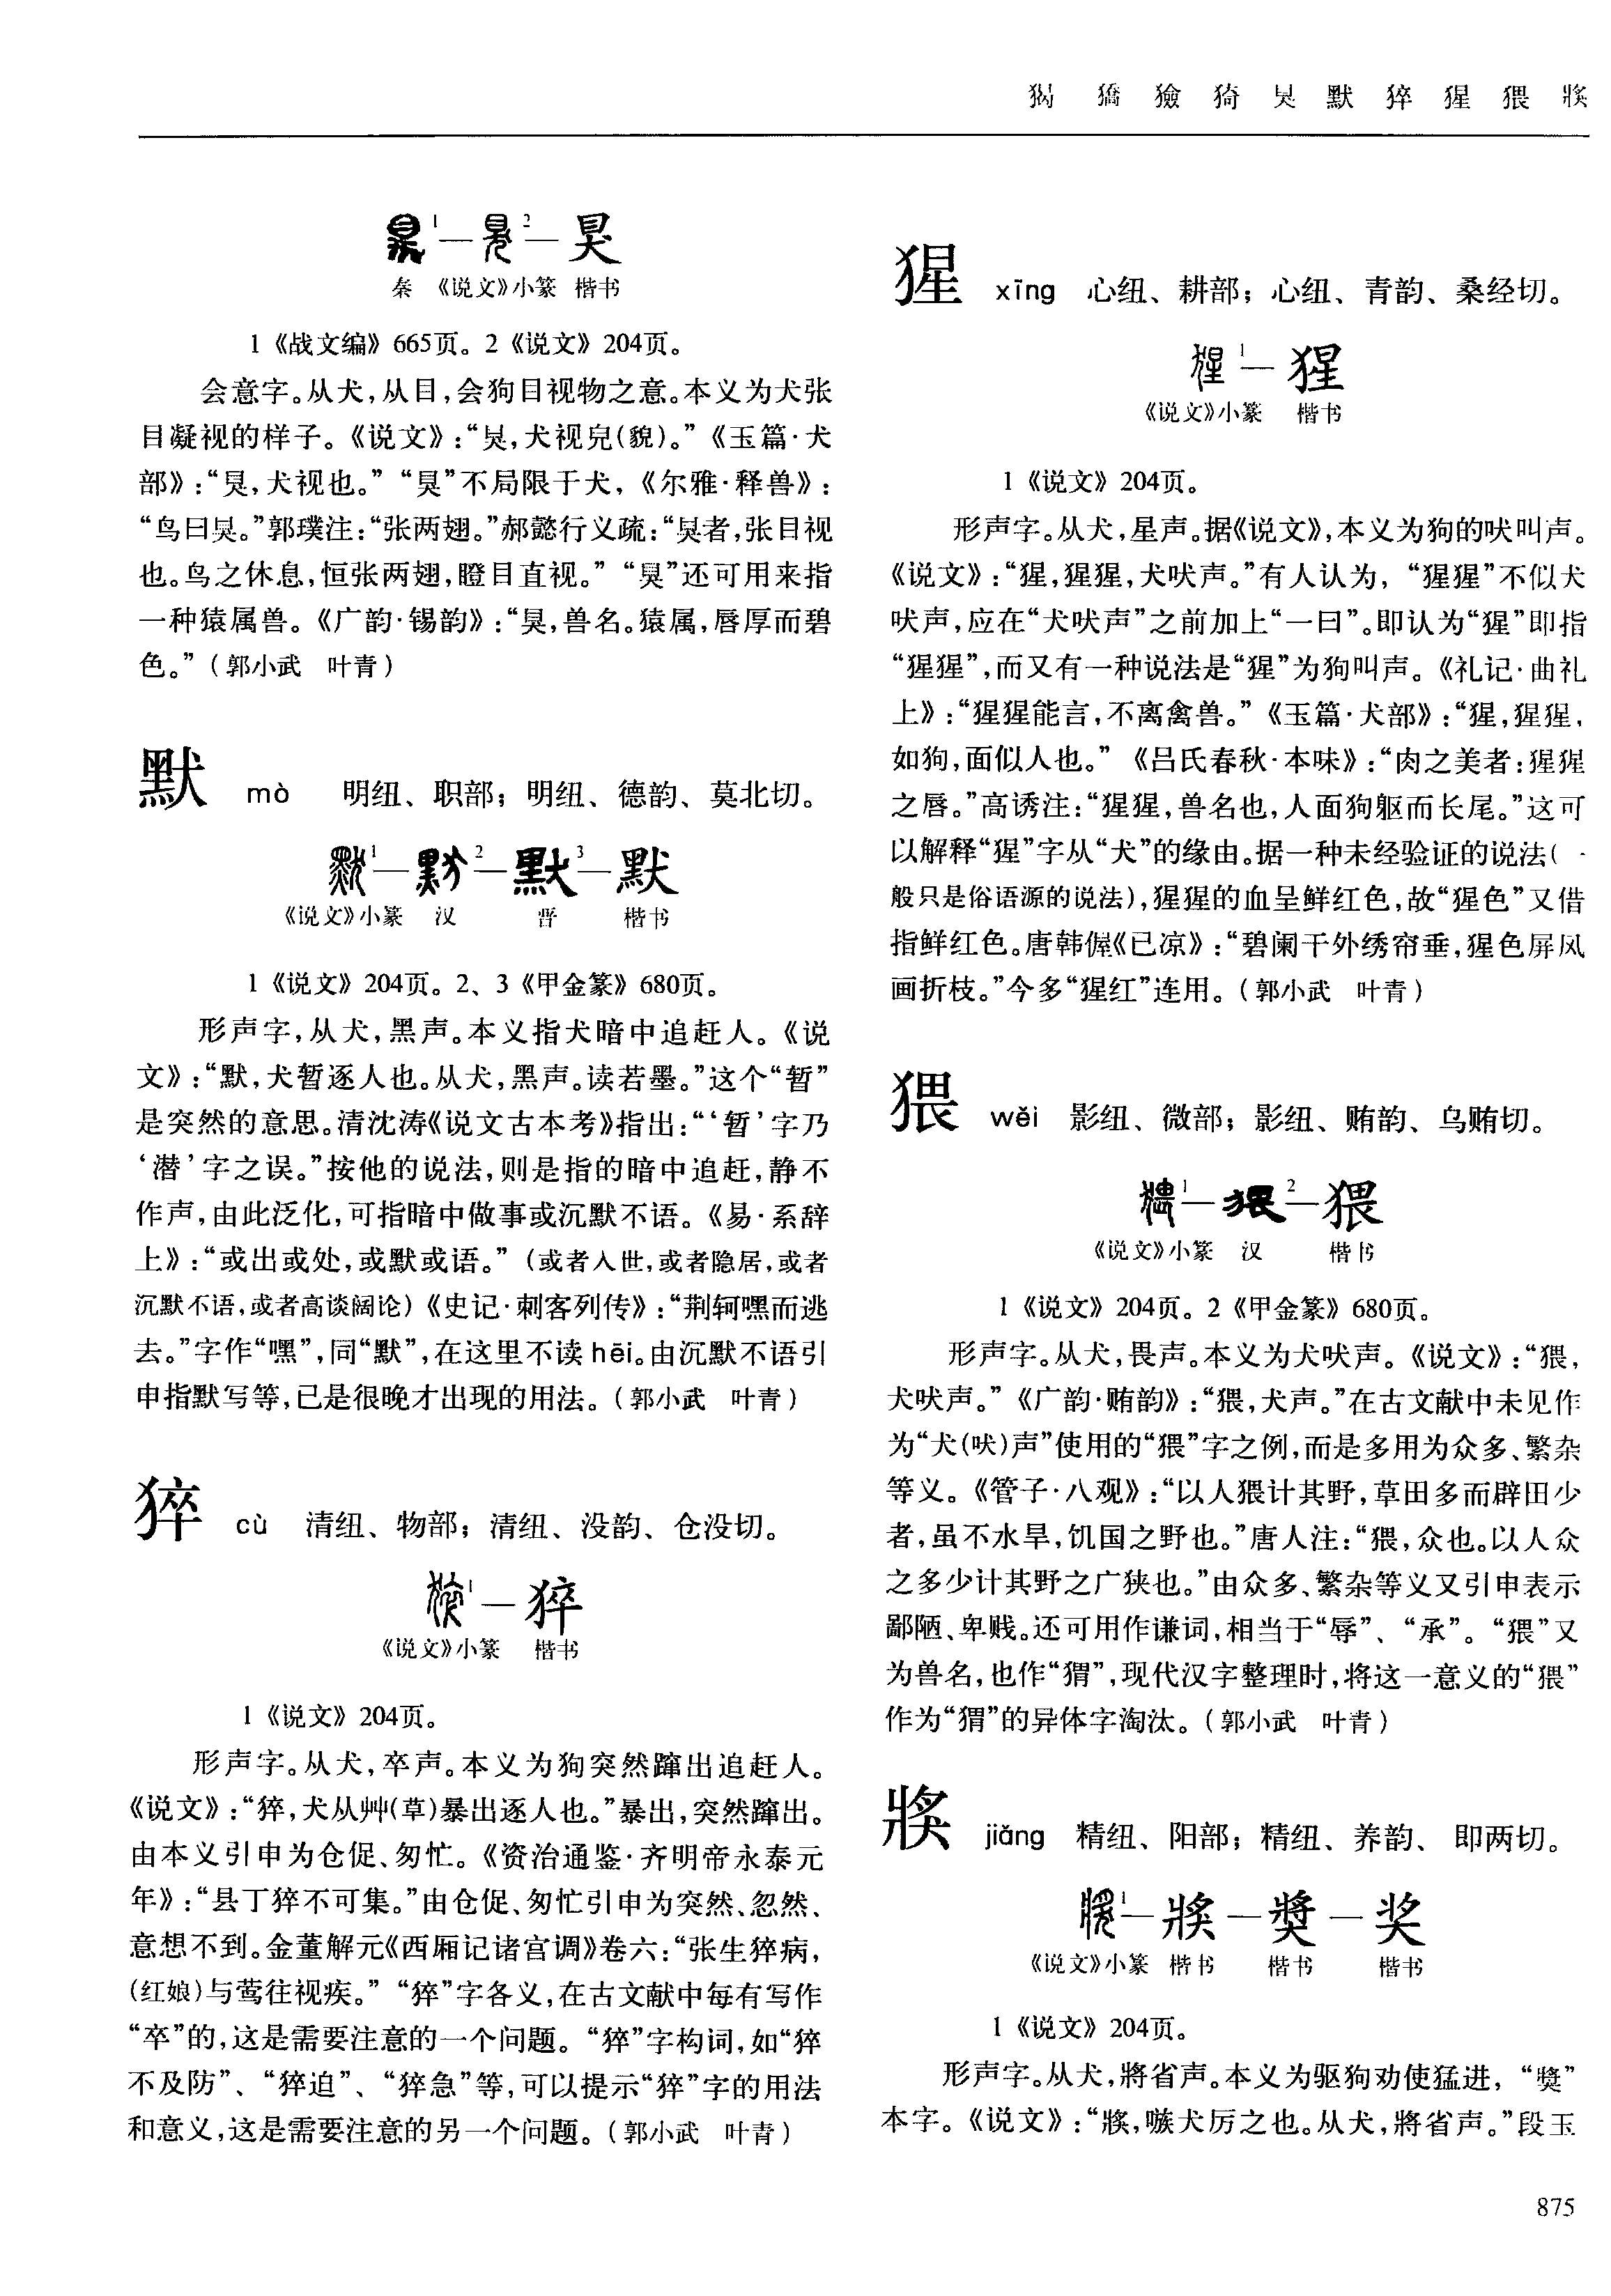 猲 獢 獫 猗 狊 默 猝 猩 猥 㢡
狊
秦 《说文》小篆 楷书
1《战文编》665页。2《说文》204页。
会意字。从犬,从目,会狗目视物之意。本义为犬张
目凝视的样子。《说文》:“狊,犬视皃(貌)。”《玉篇·犬
部》:“狊,犬视也。”“狊”不局限于犬,《尔雅·释兽》:
“鸟曰狊。”郭璞注:“张两翅。”郝懿行义疏:“狊者,张目视
也。鸟之休息,恒张两翅,瞪目直视。”“狊”还可用来指
一种猿属兽。《广韵·锡韵》:“狊,兽名。猿属,唇厚而碧
色。”(郭小武 叶青)
默 mò 明纽、职部;明纽、德韵、莫北切。
1 — 2 — 3 — 默
《说文》小篆 汉 晋 楷书
1《说文》204页。2、3《甲金篆》680页。
形声字,从犬,黑声。本义指犬暗中追赶人。《说
文》:“默,犬暂逐人也。从犬,黑声。读若墨。”这个“暂”
是突然的意思。清沈涛《说文古本考》指出:“‘暂’字乃
‘潜’字之误。”按他的说法,则是指的暗中追赶,静不
作声,由此泛化,可指暗中做事或沉默不语。《易·系辞
上》:“或出或处,或默或语。”(或者入世,或者隐居,或者
沉默不语,或者高谈阔论)《史记·刺客列传》:“荆轲嘿而逃
去。”字作“嘿”,同“默”,在这里不读hēi。由沉默不语引
申指默写等,已是很晚才出现的用法。(郭小武 叶青)
猝 cù 清纽、物部;清纽、没韵、仓没切。
1 — 猝
《说文》小篆 楷书
1《说文》204页。
形声字。从犬,卒声。本义为狗突然蹿出追赶人。
《说文》:“猝,犬从艸(草)暴出逐人也。”暴出,突然蹿出。
由本义引申为仓促、匆忙。《资治通鉴·齐明帝永泰元
年》:“县丁猝不可集。”由仓促、匆忙引申为突然、忽然、
意想不到。金董解元《西厢记诸宫调》卷六:“张生猝病,
(红娘)与莺往视疾。”“猝”字各义,在古文献中每有写作
“卒”的,这是需要注意的一个问题。“猝”字构词,如“猝
不及防”、“猝迫”、“猝急”等,可以提示“猝”字的用法
和意义,这是需要注意的另一个问题。(郭小武 叶青)
猩 xīng 心纽、耕部;心纽、青韵、桑经切。
1 — 猩
《说文》小篆 楷书
1《说文》204页。
形声字。从犬,星声。据《说文》,本义为狗的吠叫声。
《说文》:“猩,猩猩,犬吠声。”有人认为,“猩猩”不似犬
吠声,应在“犬吠声”之前加上“一曰”。即认为“猩”即指
“猩猩”,而又有一种说法是“猩”为狗叫声。《礼记·曲礼
上》:“猩猩能言,不离禽兽。”《玉篇·犬部》:“猩,猩猩,
如狗,面似人也。”《吕氏春秋·本味》:“肉之美者:猩猩
之唇。”高诱注:“猩猩,兽名也,人面狗躯而长尾。”这可
以解释“猩”字从“犬”的缘由。据一种未经验证的说法(一
般只是俗语源的说法),猩猩的血呈鲜红色,故“猩色”又借
指鲜红色。唐韩偓《已凉》:“碧阑干外绣帘垂,猩色屏风
画折枝。”今多“猩红”连用。(郭小武 叶青)
猥 wěi 影纽、微部;影纽、贿韵、乌贿切。
1 — 2 — 猥
《说文》小篆 汉 楷书
1《说文》204页。2《甲金篆》680页。
形声字。从犬,畏声。本义为犬吠声。《说文》:“猥,
犬吠声。”《广韵·贿韵》:“猥,犬声。”在古文献中未见作
为“犬(吠)声”使用的“猥”字之例,而是多用为众多、繁杂
等义。《管子·八观》:“以人猥计其野,草田多而辟田少
者,虽不水旱,饥国之野也。”唐人注:“猥,众也。以人众
之多少计其野之广狭也。”由众多、繁杂等义又引申表示
鄙陋、卑贱。还可用作谦词,相当于“辱”、“承”。“猥”又
为兽名,也作“猬”,现代汉字整理时,将这一意义的“猥”
作为“猬”的异体字淘汰。(郭小武 叶青)
㢡 jiǎng 精纽、阳部;精纽、养韵、即两切。
1 — 㢡 — 奬 — 奖
《说文》小篆 楷书 楷书 楷书
1《说文》204页。
形声字。从犬,將省声。本义为驱狗劝使猛进,“獎”
本字。《说文》:“㢡,嗾犬厉之也。从犬,將省声。”段玉
875